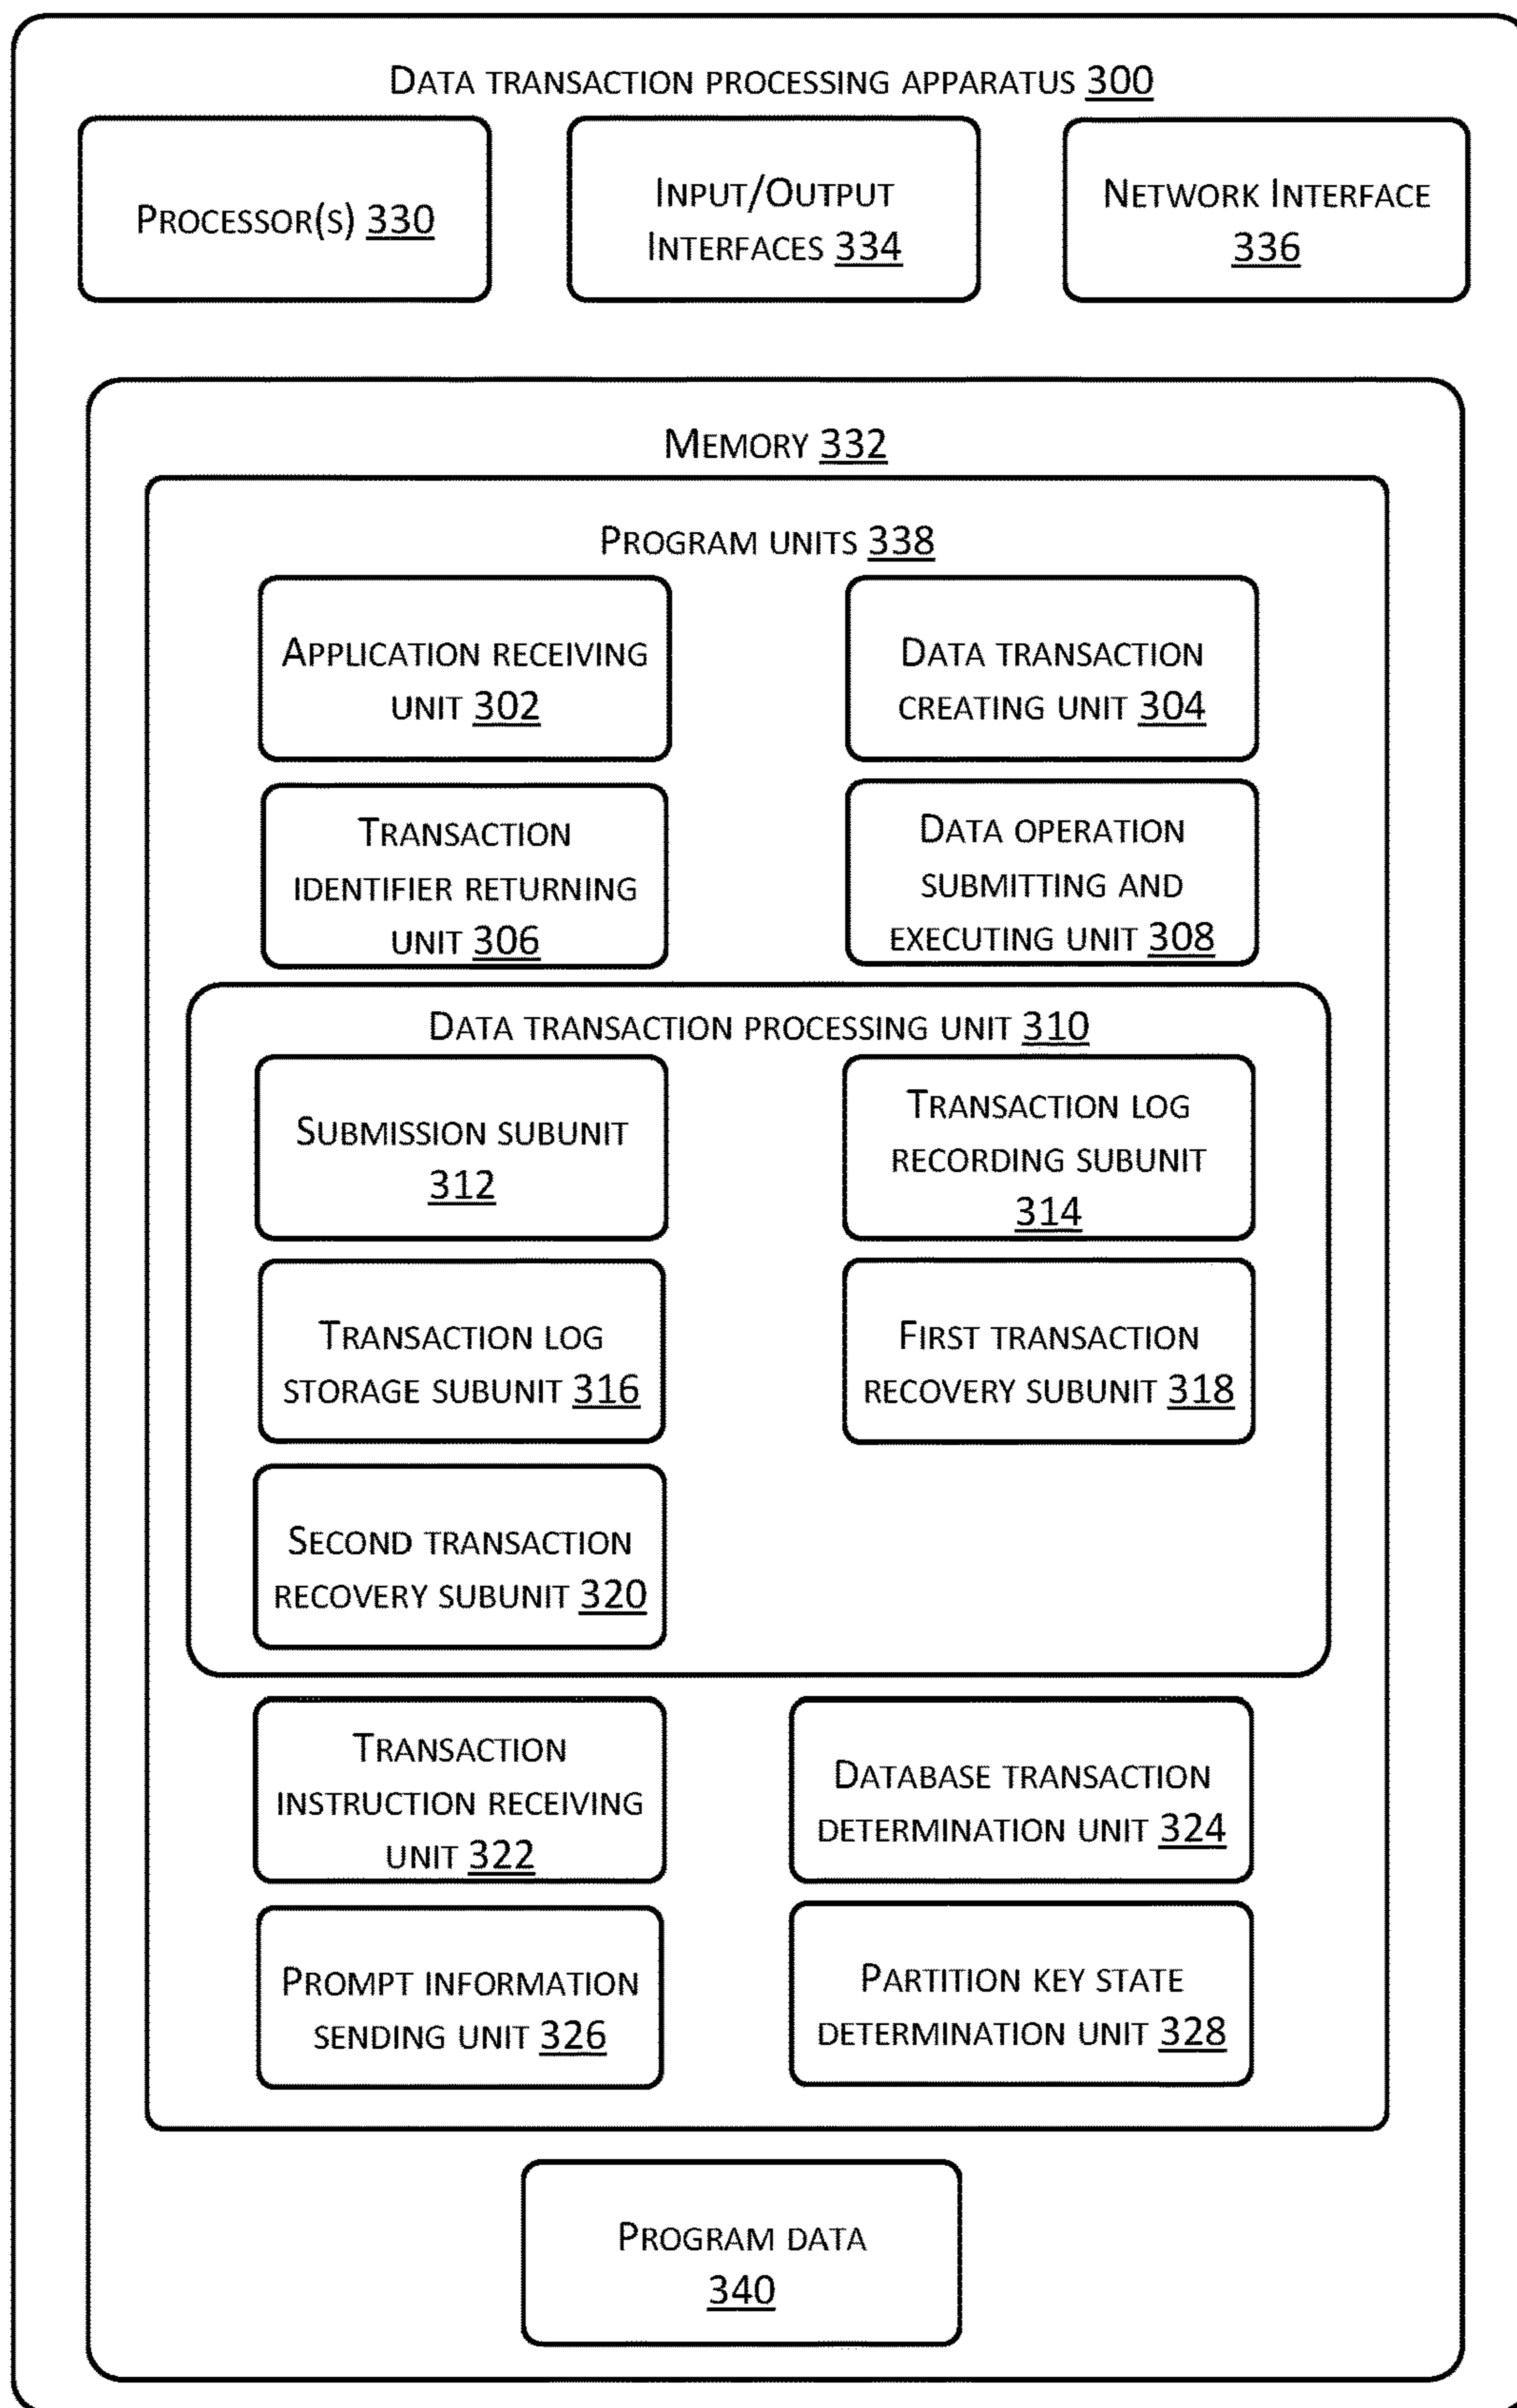 DATA TRANSACTION PROCESSING APPARATUS 300
PROCESSOR(S) 330
INPUT/OUTPUT
INTERFACES 334
NETWORK INTERFACE
336
MEMORY 332
PROGRAM UNITS 338
APPLICATION RECEIVING
UNIT 302
DATA TRANSACTION
CREATING UNIT 304
TRANSACTION
IDENTIFIER RETURNING
UNIT 306
DATA OPERATION
SUBMITTING AND
EXECUTING UNIT 308
DATA TRANSACTION PROCESSING UNIT 310
SUBMISSION SUBUNIT
312
TRANSACTION LOG
RECORDING SUBUNIT
314
TRANSACTION LOG
STORAGE SUBUNIT 316
FIRST TRANSACTION
RECOVERY SUBUNIT 318
SECOND TRANSACTION
RECOVERY SUBUNIT 320
TRANSACTION
INSTRUCTION RECEIVING
UNIT 322
DATABASE TRANSACTION
DETERMINATION UNIT 324
PROMPT INFORMATION
SENDING UNIT 326
PARTITION KEY STATE
DETERMINATION UNIT 328
PROGRAM DATA
340